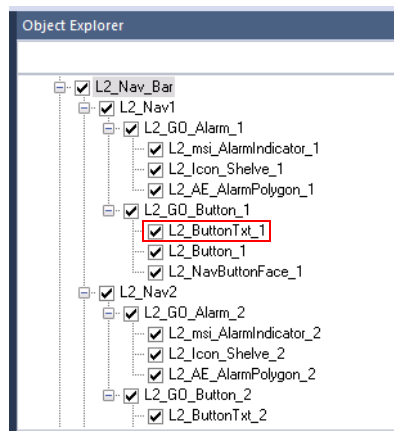 Object Explorer
L2_Nav_Bar
L2_Nav1
L2_GO_Alarm_1
L2_msi_AlarmIndicator_1
L2_Icon_Shelve_1
L2_AE_AlarmPolygon_1
L2_GO_Button_1
L2_ButtonTxt_1
L2_Button_1
L2_NavButtonFace_1
L2_Nav2
L2_GO_Alarm_2
L2_msi_AlarmIndicator_2
L2_Icon_Shelve_2
L2_AE_AlarmPolygon_2
L2_GO_Button_2
L2_ButtonTxt_2